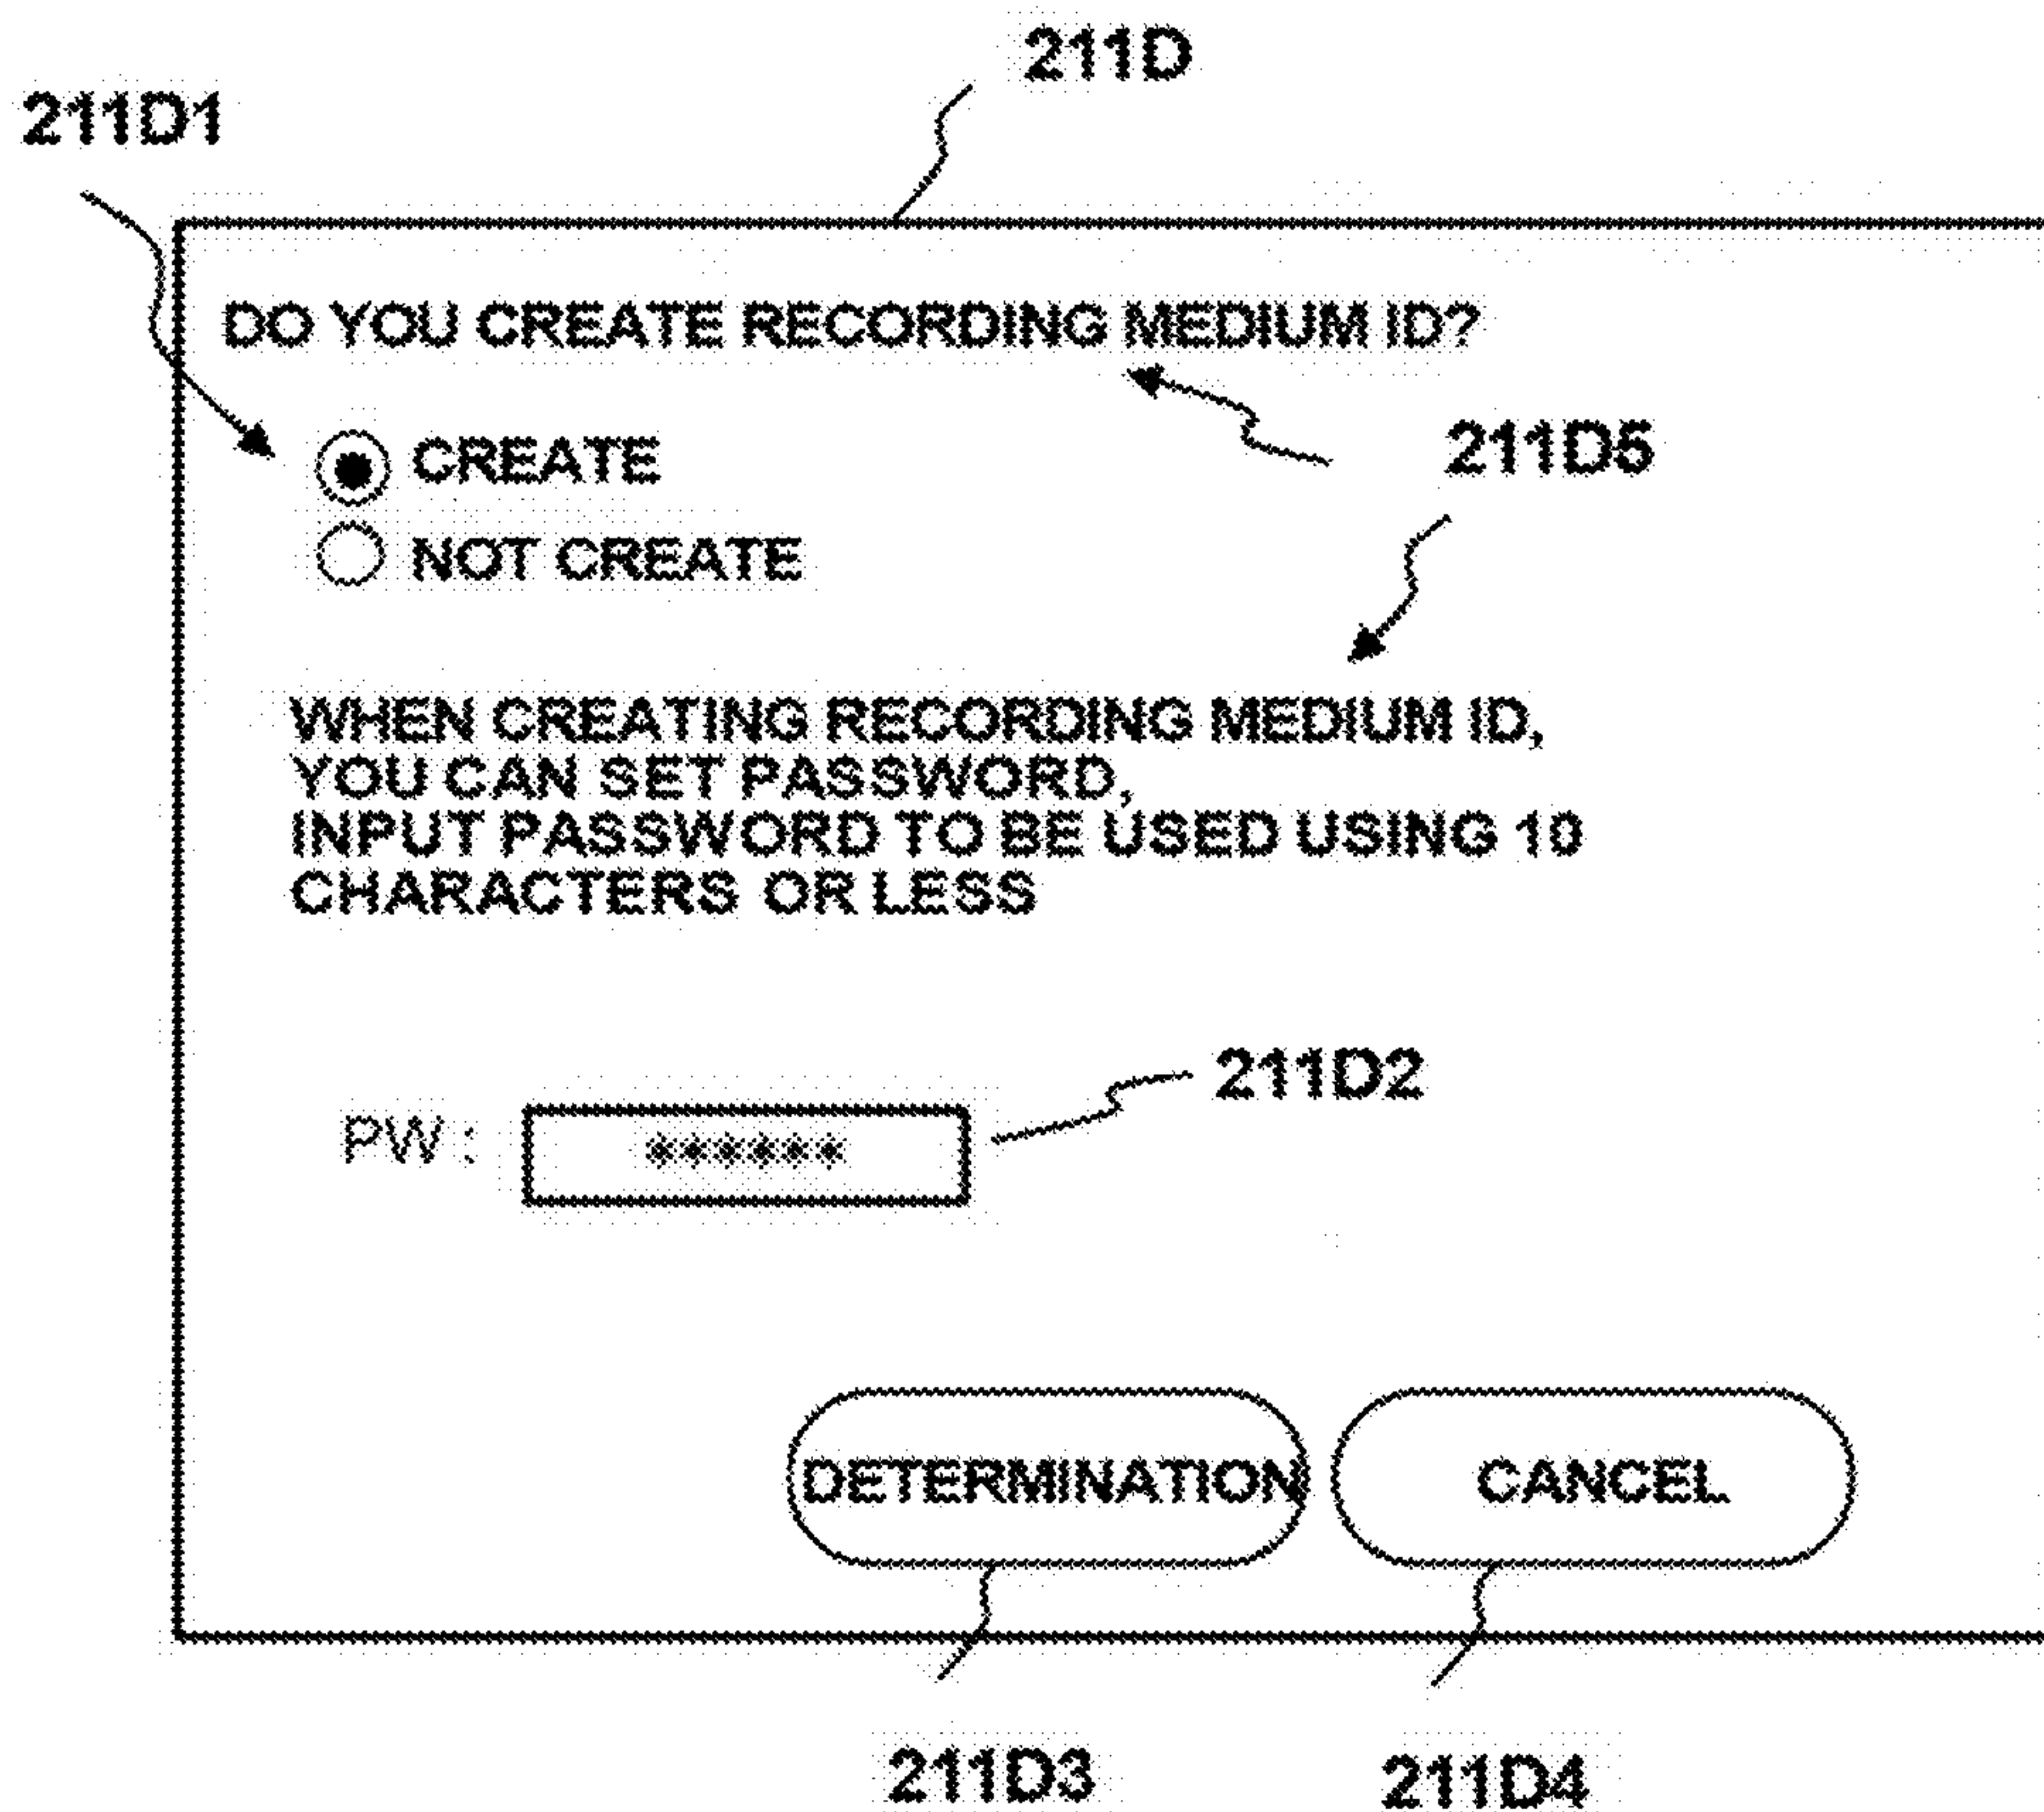 211D
211D1
DO YOU CREATE RECORDING MEDIUM ID?
CREATE
211D5
NOT CREATE
WHEN CREATING RECORDING MEDIUM ID,
YOU CAN SET PASSWORD,
INPUT PASSWORD TO BE USED USING 10
CHARACTERS OR LESS
211D2
PW : ******
DETERMINATION CANCEL
211D3 211D4